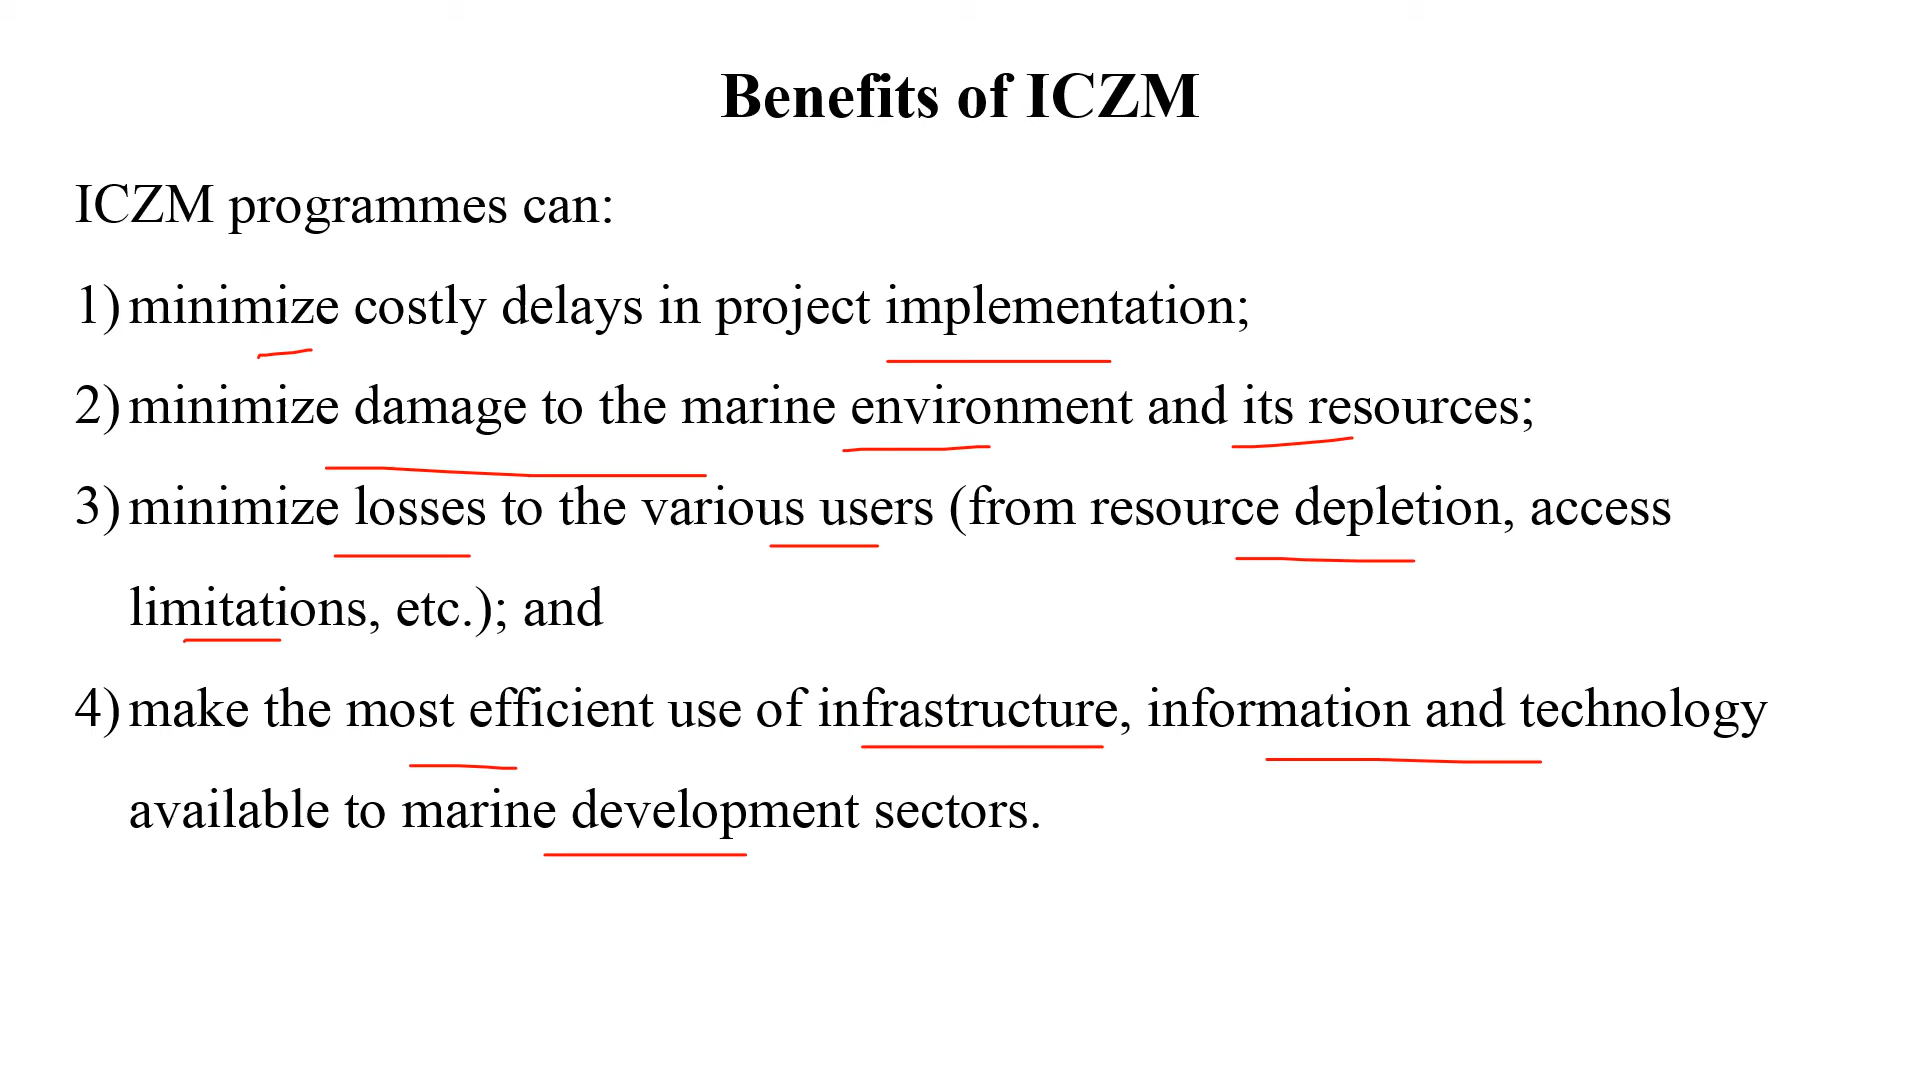 Benefits of ICZM
ICZM programmes can:
1) minimize costly delays in project implementation;
2) minimize damage to the marine environment and its resources;
3) minimize losses to the various users (from resource depletion, access
limitations, etc.); and
4) make the most efficient use of infrastructure, information and technology
available to marine development sectors.